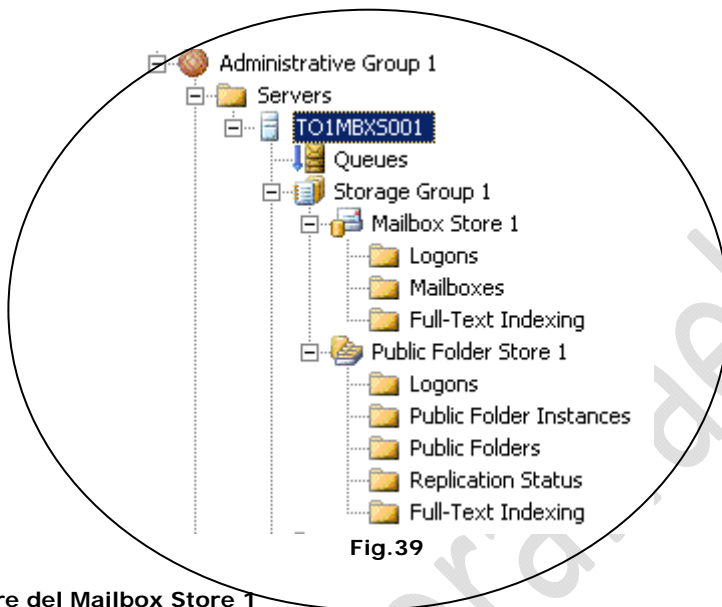 Administrative Group 1
Servers
TO1MBXS001
Queues
Storage Group 1
Mailbox Store 1
Logons
Mailboxes
Full-Text Indexing
Public Folder Store 1
Logons
Public Folder Instances
Public Folders
Replication Status
Full-Text Indexing
Fig.39
re del Mailbox Store 1